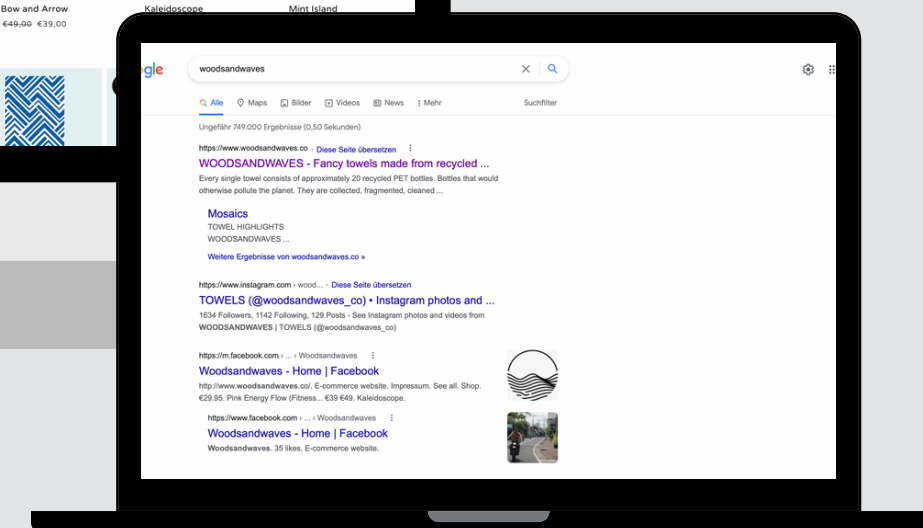 Bow and Arrow
€49,00 €39,00
Kaleidoscope
Mint Island
gle
woodsandwaves
Alle
Maps
Bilder
Videos
News
Mehr
Suchfilter
Ungefähr 749.000 Ergebnisse (0,50 Sekunden)
https://www.woodsandwaves.co · Diese Seite übersetzen
WOODSANDWAVES - Fancy towels made from recycled ...
Every single towel consists of approximately 20 recycled PET bottles. Bottles that would
otherwise pollute the planet. They are collected, fragmented, cleaned ...
Mosaics
TOWEL HIGHLIGHTS
WOODSANDWAVES ...
Weitere Ergebnisse von woodsandwaves.co »
https://www.instagram.com › wood... · Diese Seite übersetzen
TOWELS (@woodsandwaves_co) • Instagram photos and ...
1634 Followers, 1142 Following, 129 Posts - See Instagram photos and videos from
WOODSANDWAVES | TOWELS (@woodsandwaves_co)
https://m.facebook.com › ... › Woodsandwaves
Woodsandwaves - Home | Facebook
http://www.woodsandwaves.co/. E-commerce website. Impressum. See all. Shop.
€29.95. Pink Energy Flow (Fitness... €39 €49. Kaleidoscope.
https://www.facebook.com › ... › Woodsandwaves
Woodsandwaves - Home | Facebook
Woodsandwaves. 35 likes. E-commerce website.